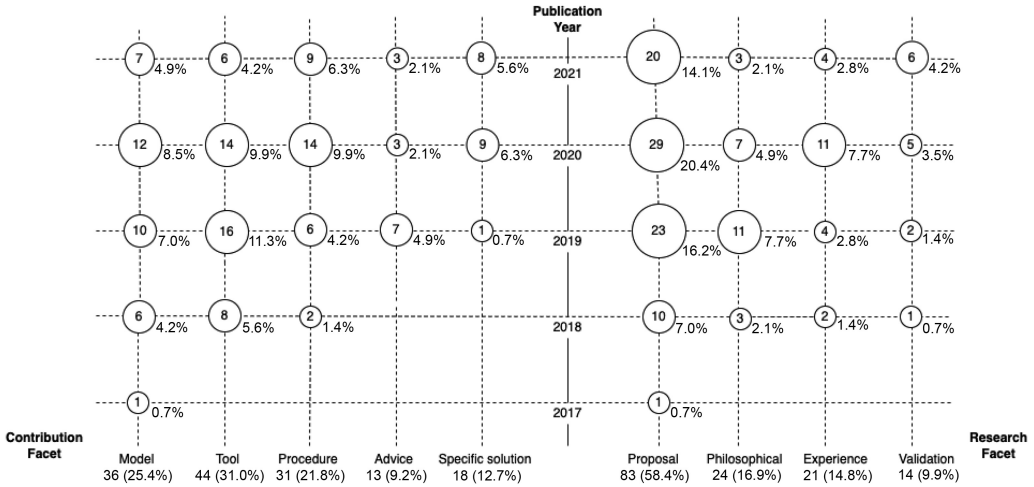 Publication
Year
7 6 9 3 8 20 3 4 6
4.9% 4.2% 6.3% 2.1% 5.6% 2021 14.1% 2.1% 2.8% 4.2%
12 14 14 3 9 29 7 11 5
8.5% 9.9% 9.9% 2.1% 6.3% 2020 20.4% 4.9% 7.7% 3.5%
10 16 6 7 1 23 11 4 2
7.0% 11.3% 4.2% 4.9% 0.7% 2019 16.2% 7.7% 2.8% 1.4%
6 8 2 10 3 2 1
4.2% 5.6% 1.4% 2018 7.0% 2.1% 1.4% 0.7%
1 1
0.7% 2017 0.7%
Contribution
Facet
Research
Facet
Model Tool Procedure Advice Specific solution Proposal Philosophical Experience Validation
36 (25.4%) 44 (31.0%) 31 (21.8%) 13 (9.2%) 18 (12.7%) 83 (58.4%) 24 (16.9%) 21 (14.8%) 14 (9.9%)